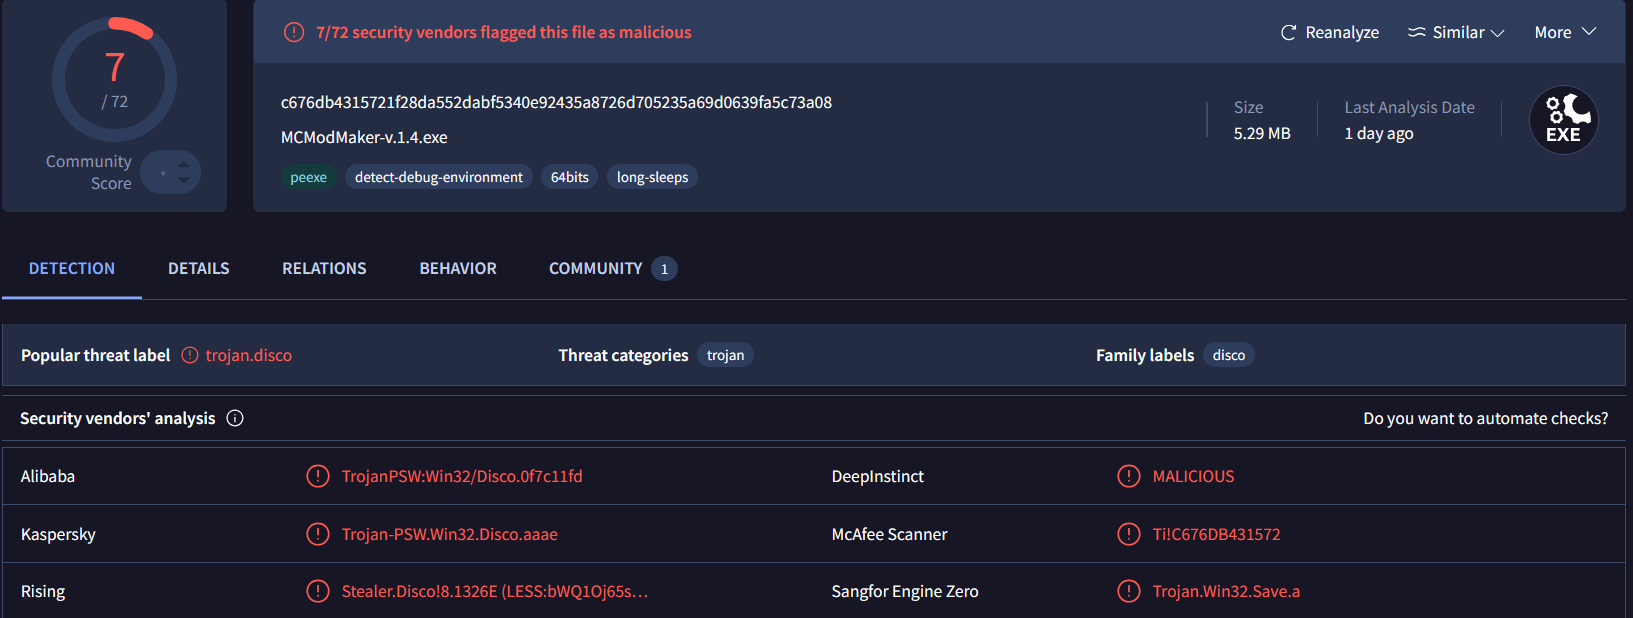 7
/ 72
Community
Score
7/72 security vendors flagged this file as malicious
Reanalyze
Similar
More
c676db4315721f28da552dabf5340e92435a8726d705235a69d0639fa5c73a08
MCModMaker-v.1.4.exe
peexe
detect-debug-environment
64bits
long-sleeps
Size
5.29 MB
Last Analysis Date
1 day ago
EXE
DETECTION
DETAILS
RELATIONS
BEHAVIOR
COMMUNITY 1
Popular threat label trojan.disco
Threat categories trojan
Family labels disco
Security vendors' analysis
Do you want to automate checks?
Alibaba TrojanPSW:Win32/Disco.0f7c11fd
DeepInstinct MALICIOUS
Kaspersky Trojan-PSW.Win32.Disco.aaae
McAfee Scanner Ti!C676DB431572
Rising Stealer.Disco!8.1326E (LESS:bWQ1Oj65s…
Sangfor Engine Zero Trojan.Win32.Save.a